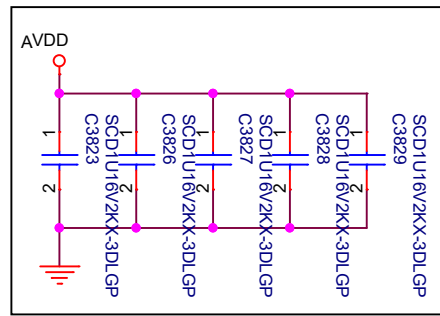 AVDD
1
2
C3823
SCD1U16V2KX-3DLGP
1
2
C3826
SCD1U16V2KX-3DLGP
1
2
C3827
SCD1U16V2KX-3DLGP
1
2
C3828
SCD1U16V2KX-3DLGP
1
2
C3829
SCD1U16V2KX-3DLGP